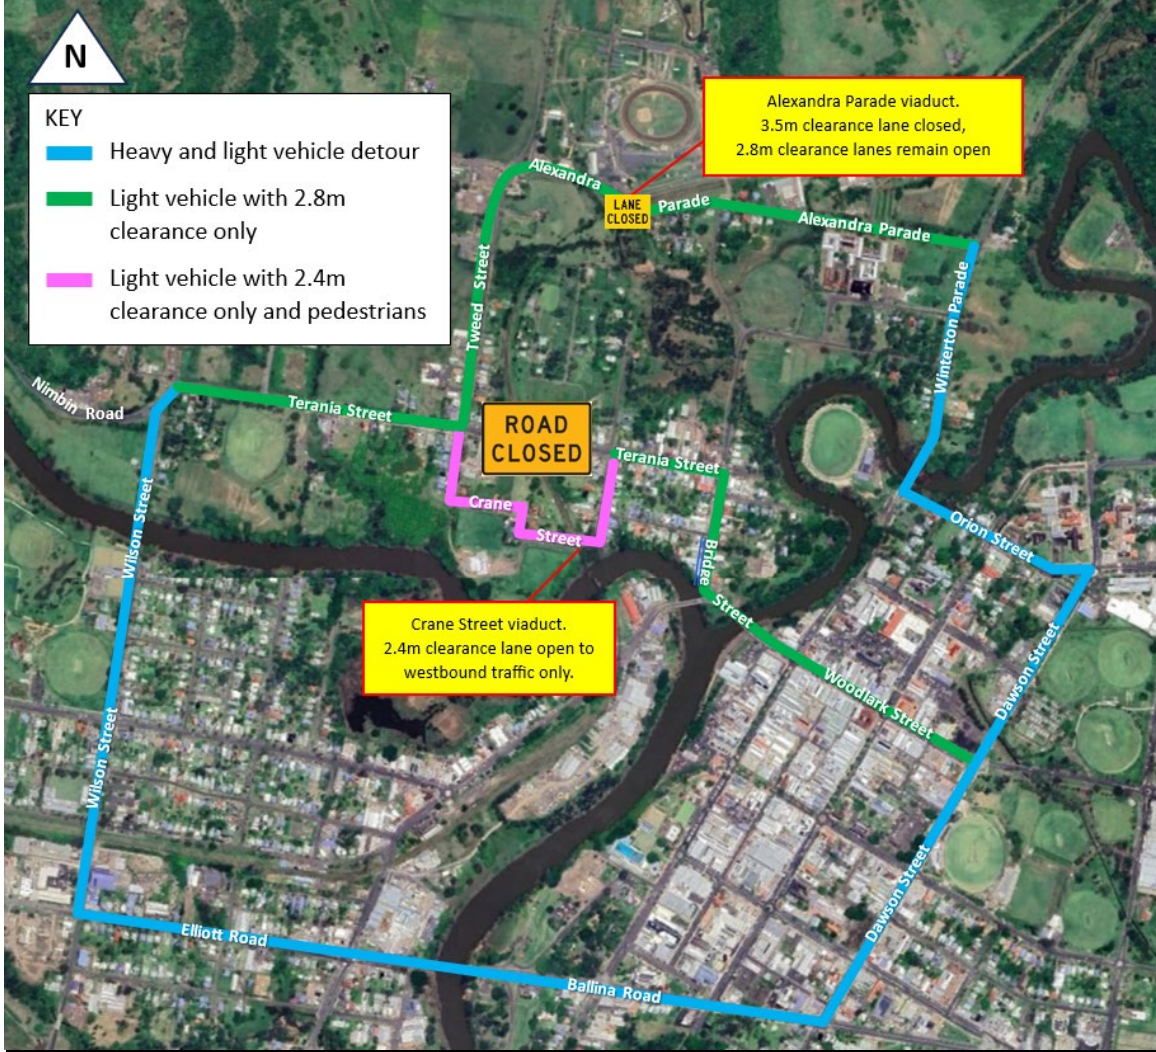 N
KEY
Heavy and light vehicle detour
Light vehicle with 2.8m
clearance only
Light vehicle with 2.4m
clearance only and pedestrians
Alexandra Parade viaduct.
3.5m clearance lane closed,
2.8m clearance lanes remain open
Alexandra
LANE
CLOSED
Parade
Alexandra Parade
Tweed Street
Winterton Parade
Nimbin Road
Terania Street
ROAD
CLOSED
Terania Street
Crane
Street
Wilson Street
Bridge
Street
Orion Street
Crane Street viaduct.
2.4m clearance lane open to
westbound traffic only.
Woodlark Street
Dawson Street
Wilson Street
Dawson Street
Elliott Road
Ballina Road